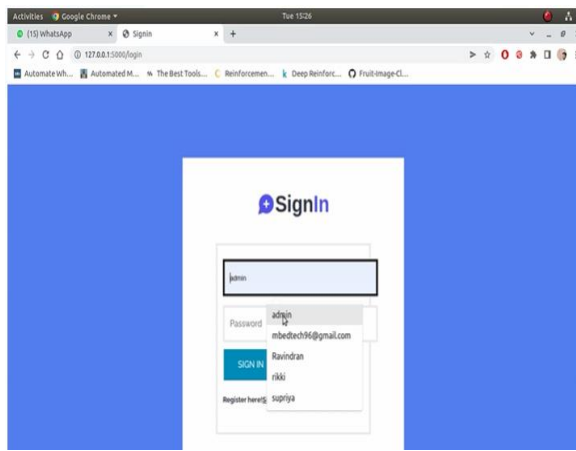 Activities Google Chrome Tue 15:26
(15) WhatsApp x Signin x +
127.0.0.1:5000/login
Automate Wh... Automated M... The Best Tools... Reinforcemen... Deep Reinforc... Fruit-Image-Cl...
SignIn
admin
Password
admin
mbedtech96@gmail.com
SIGN IN
Ravindran
rikki
Register here!S
supriya